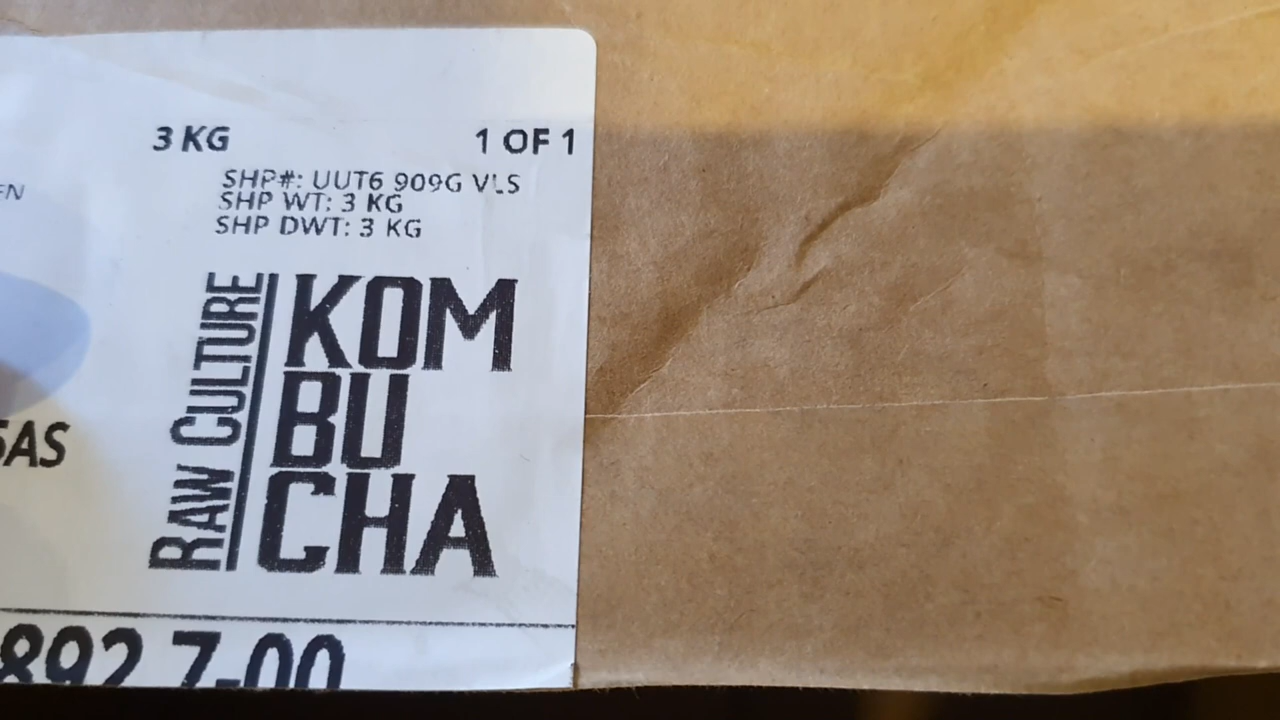 3 KG 1 OF 1
SHP#: UUT6 909G VLS
SHP WT: 3 KG
SHP DWT: 3 KG
RAW CULTURE
KOM
BU
CHA
892 7-00